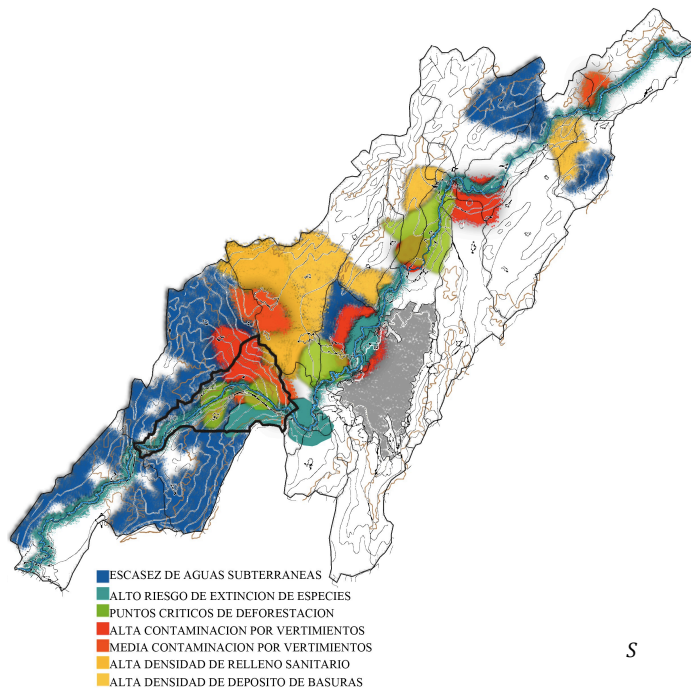 ESCASEZ DE AGUAS SUBTERRANEAS
ALTO RIESGO DE EXTINCION DE ESPECIES
PUNTOS CRITICOS DE DEFORESTACION
ALTA CONTAMINACION POR VERTIMIENTOS
MEDIA CONTAMINACION POR VERTIMIENTOS
ALTA DENSIDAD DE RELLENO SANITARIO
ALTA DENSIDAD DE DEPOSITO DE BASURAS
S